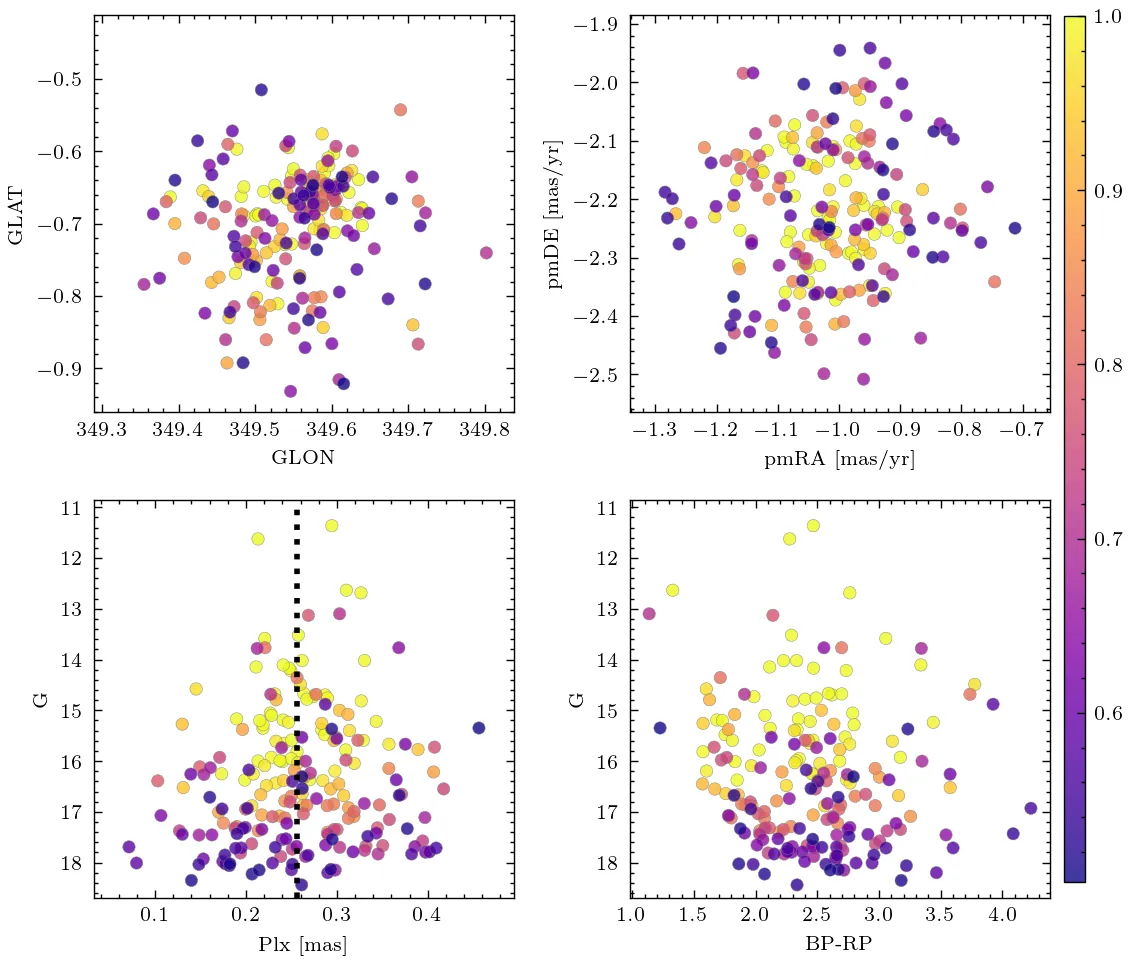 −0.5
−0.6
−0.7
−0.8
−0.9
GLAT
349.3 349.4 349.5 349.6 349.7 349.8
GLON
−1.9
−2.0
−2.1
−2.2
−2.3
−2.4
−2.5
pmDE [mas/yr]
−1.3 −1.2 −1.1 −1.0 −0.9 −0.8 −0.7
pmRA [mas/yr]
1.0
0.9
0.8
0.7
0.6
11
12
13
14
15
16
17
18
G
0.1 0.2 0.3 0.4
Plx [mas]
11
12
13
14
15
16
17
18
G
1.0 1.5 2.0 2.5 3.0 3.5 4.0
BP-RP